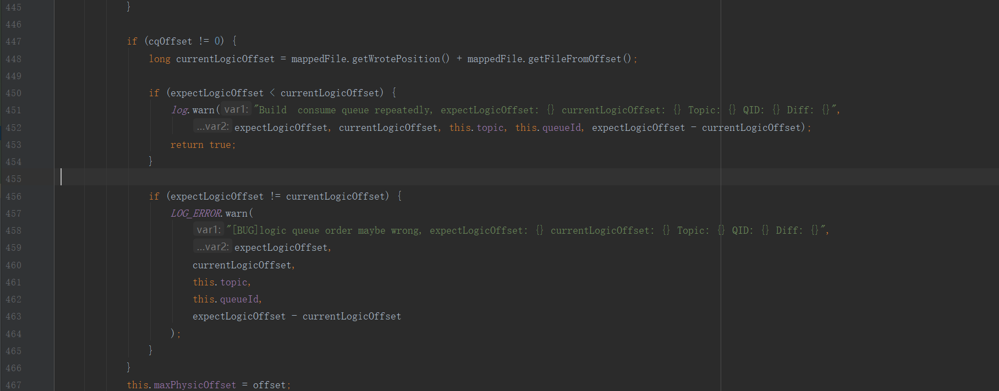 445 }
446
447 if (cqOffset != 0) {
448 long currentLogicOffset = mappedFile.getWrotePosition() + mappedFile.getFileFromOffset();
449
450 if (expectLogicOffset < currentLogicOffset) {
451 log.warn( var1: "Build  consume queue repeatedly, expectLogicOffset: {} currentLogicOffset: {} Topic: {} QID: {} Diff: {}",
452 ...var2: expectLogicOffset, currentLogicOffset, this.topic, this.queueId, expectLogicOffset - currentLogicOffset);
453 return true;
454 }
455
456 if (expectLogicOffset != currentLogicOffset) {
457 LOG_ERROR.warn(
458 var1: "[BUG]logic queue order maybe wrong, expectLogicOffset: {} currentLogicOffset: {} Topic: {} QID: {} Diff: {}",
459 ...var2: expectLogicOffset,
460 currentLogicOffset,
461 this.topic,
462 this.queueId,
463 expectLogicOffset - currentLogicOffset
464 );
465 }
466 }
467 this.maxPhysicOffset = offset;